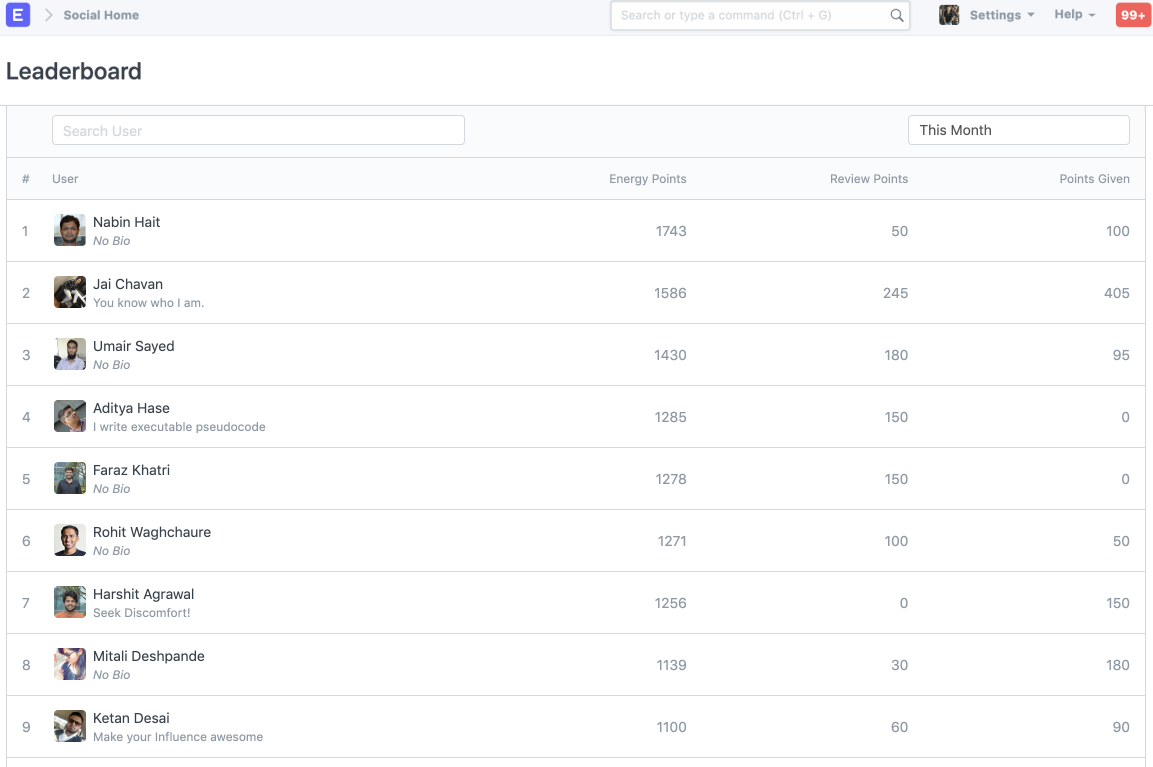 E Social Home Search or type a command (Ctrl + G) Settings Help 99+
Leaderboard
Search User This Month
# User Energy Points Review Points Points Given
1 Nabin Hait 1743 50 100
No Bio
2 Jai Chavan 1586 245 405
You know who I am.
3 Umair Sayed 1430 180 95
No Bio
4 Aditya Hase 1285 150 0
I write executable pseudocode
5 Faraz Khatri 1278 150 0
No Bio
6 Rohit Waghchaure 1271 100 50
No Bio
7 Harshit Agrawal 1256 0 150
Seek Discomfort!
8 Mitali Deshpande 1139 30 180
No Bio
9 Ketan Desai 1100 60 90
Make your Influence awesome